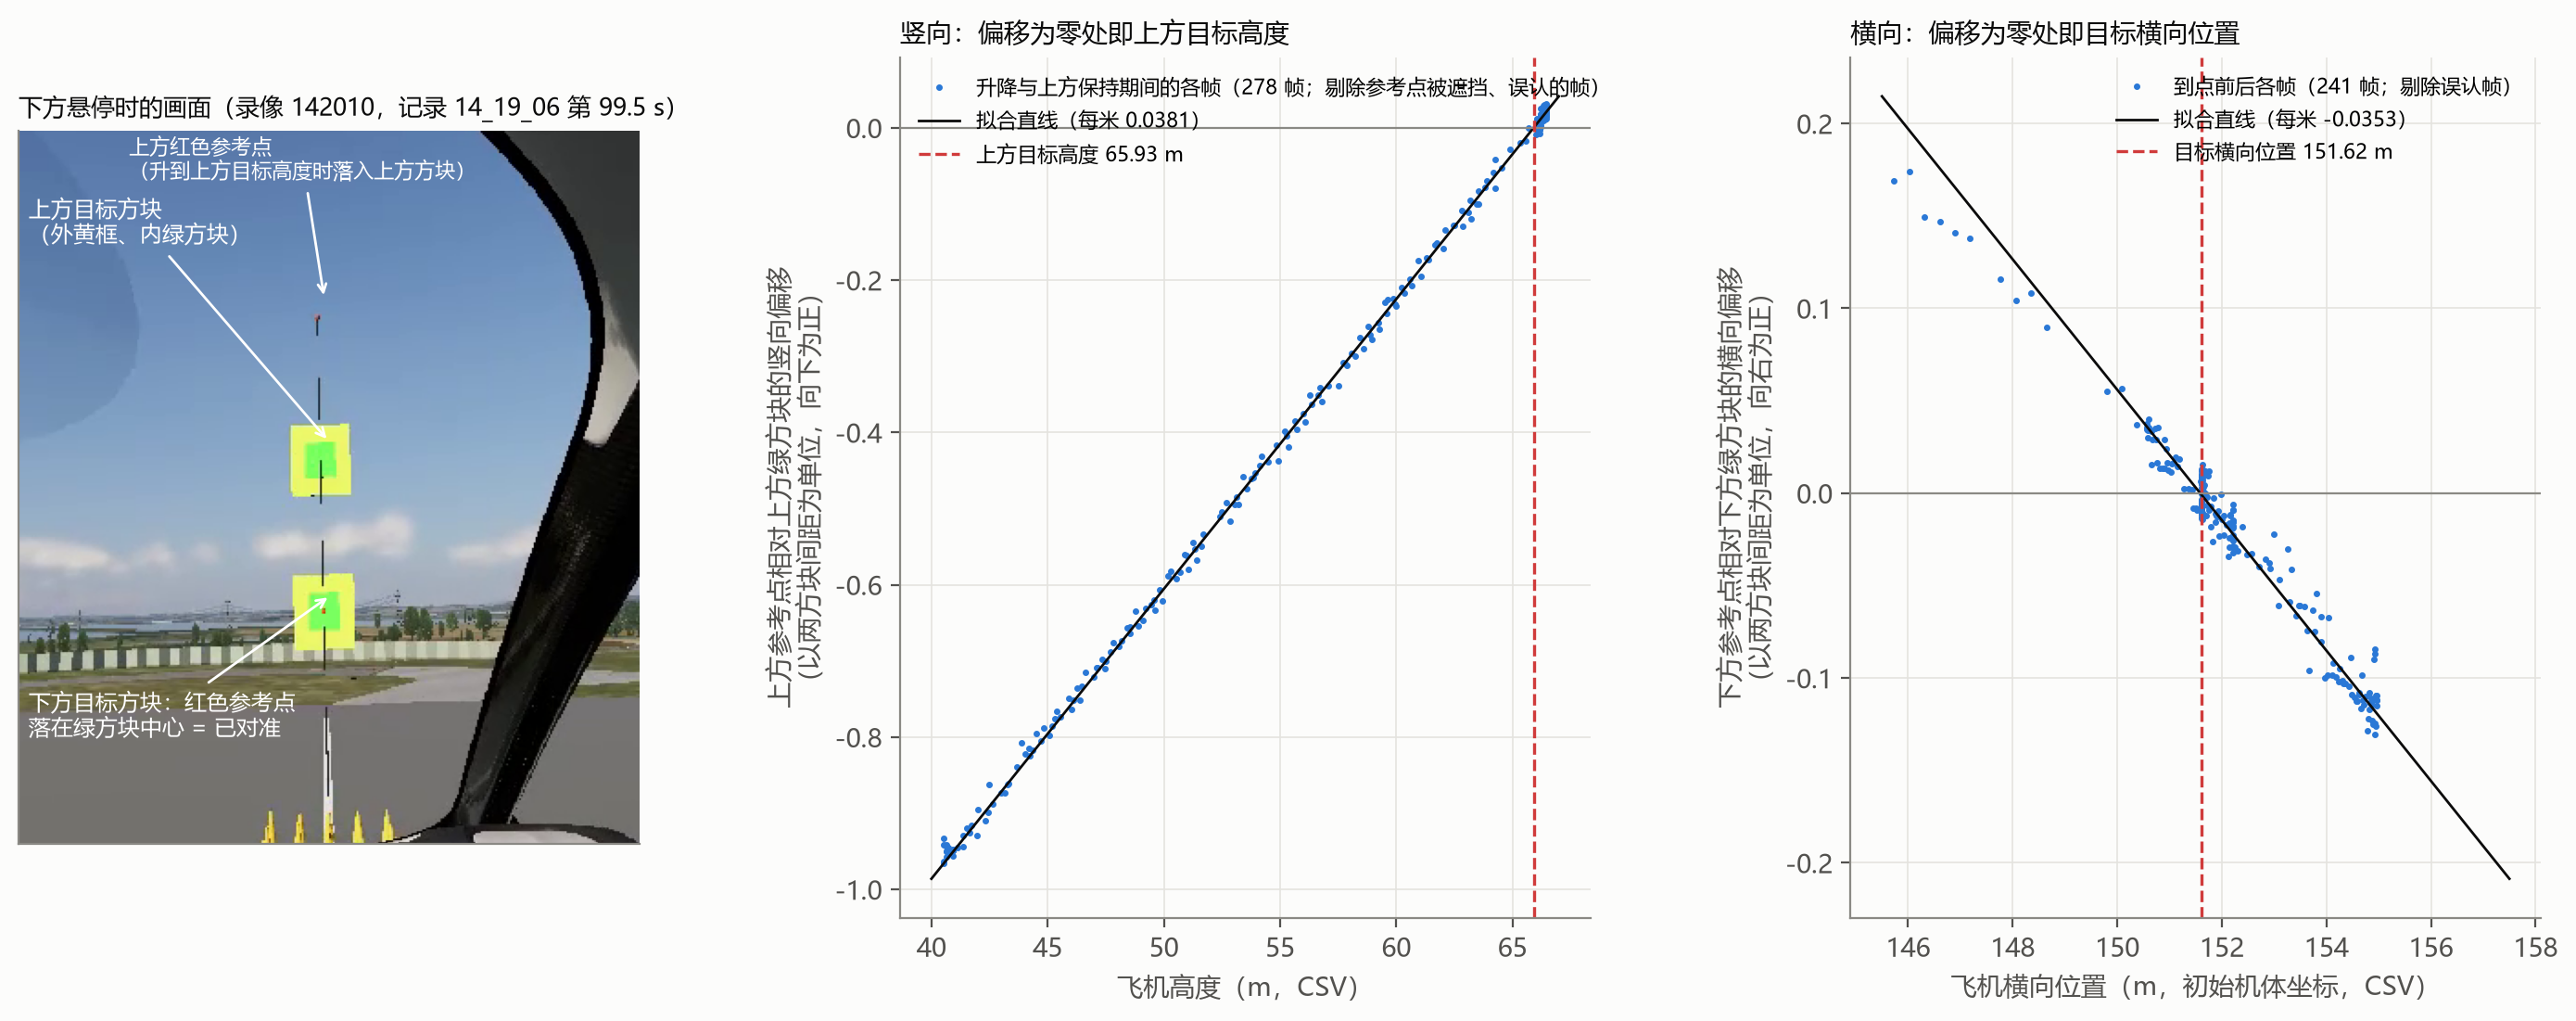 下方悬停时的画面（录像 142010，记录 14_19_06 第 99.5 s）
上方红色参考点
（升到上方目标高度时落入上方方块）
上方目标方块
（外黄框、内绿方块）
下方目标方块：红色参考点
落在绿方块中心 = 已对准
竖向：偏移为零处即上方目标高度
升降与上方保持期间的各帧（278 帧；剔除参考点被遮挡、误认的帧）
拟合直线（每米 0.0381）
上方目标高度 65.93 m
上方参考点相对上方绿方块的竖向偏移
（以两方块间距为单位，向下为正）
0.0
-0.2
-0.4
-0.6
-0.8
-1.0
40 45 50 55 60 65
飞机高度（m，CSV）
横向：偏移为零处即目标横向位置
到点前后各帧（241 帧；剔除误认帧）
拟合直线（每米 -0.0353）
目标横向位置 151.62 m
下方参考点相对下方绿方块的横向偏移
（以两方块间距为单位，向右为正）
0.2
0.1
0.0
-0.1
-0.2
146 148 150 152 154 156 158
飞机横向位置（m，初始机体坐标，CSV）